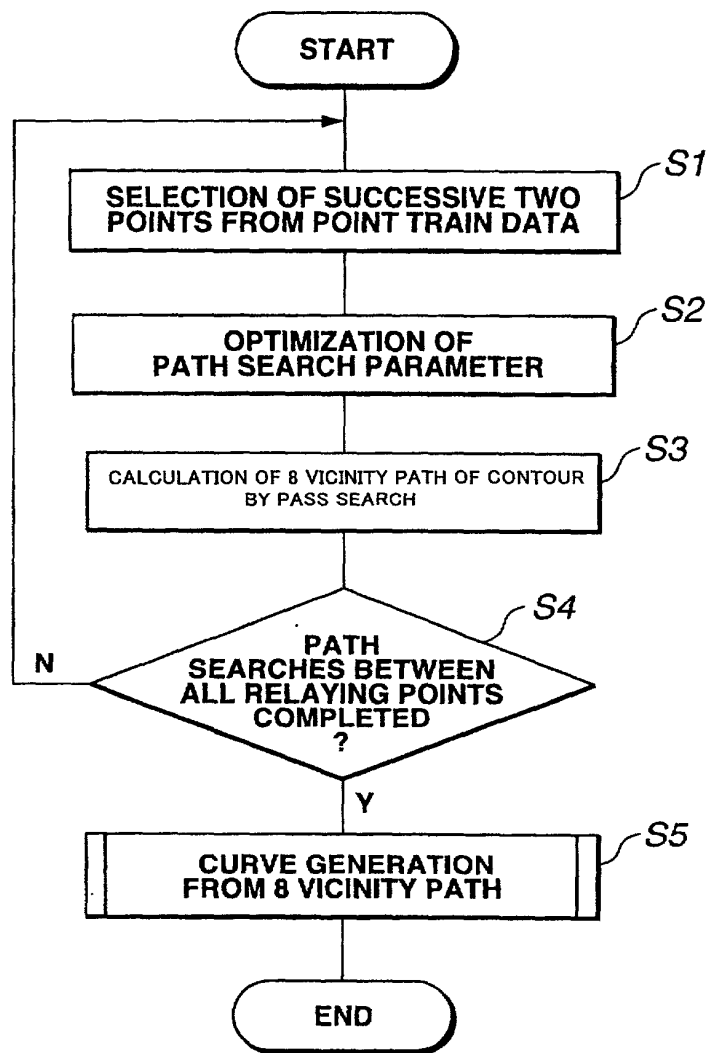 START
S1
SELECTION OF SUCCESSIVE TWO
POINTS FROM POINT TRAIN DATA
S2
OPTIMIZATION OF
PATH SEARCH PARAMETER
S3
CALCULATION OF 8 VICINITY PATH OF CONTOUR
BY PASS SEARCH
S4
PATH
SEARCHES BETWEEN
ALL RELAYING POINTS
COMPLETED
?
N
Y
S5
CURVE GENERATION
FROM 8 VICINITY PATH
END